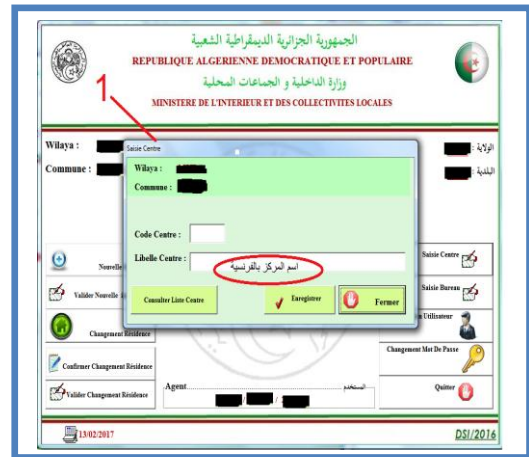 الجمهورية الجزائرية الديمقراطية الشعبية
REPUBLIQUE ALGERIENNE DEMOCRATIQUE ET POPULAIRE
وزارة الداخلية و الجماعات المحلية
MINISTERE DE L'INTERIEUR ET DES COLLECTIVITES LOCALES
1
Wilaya :
الولاية :
Commune :
البلدية :
Saisie Centre
Wilaya :
Commune :
Code Centre :
Libelle Centre :
اسم المركز بالفرنسيه
Consulter Liste Centre
Enregistrer
Fermer
Nouvelle
Saisie Centre
Valider Nouvelle
Saisie Bureau
Changement Résidence
Utilisateur
Confirmer Changement Résidence
Changement Mot De Passe
Valider Changement Résidence
Agent
المستخدم
Quitter
13/02/2017
DSI/2016